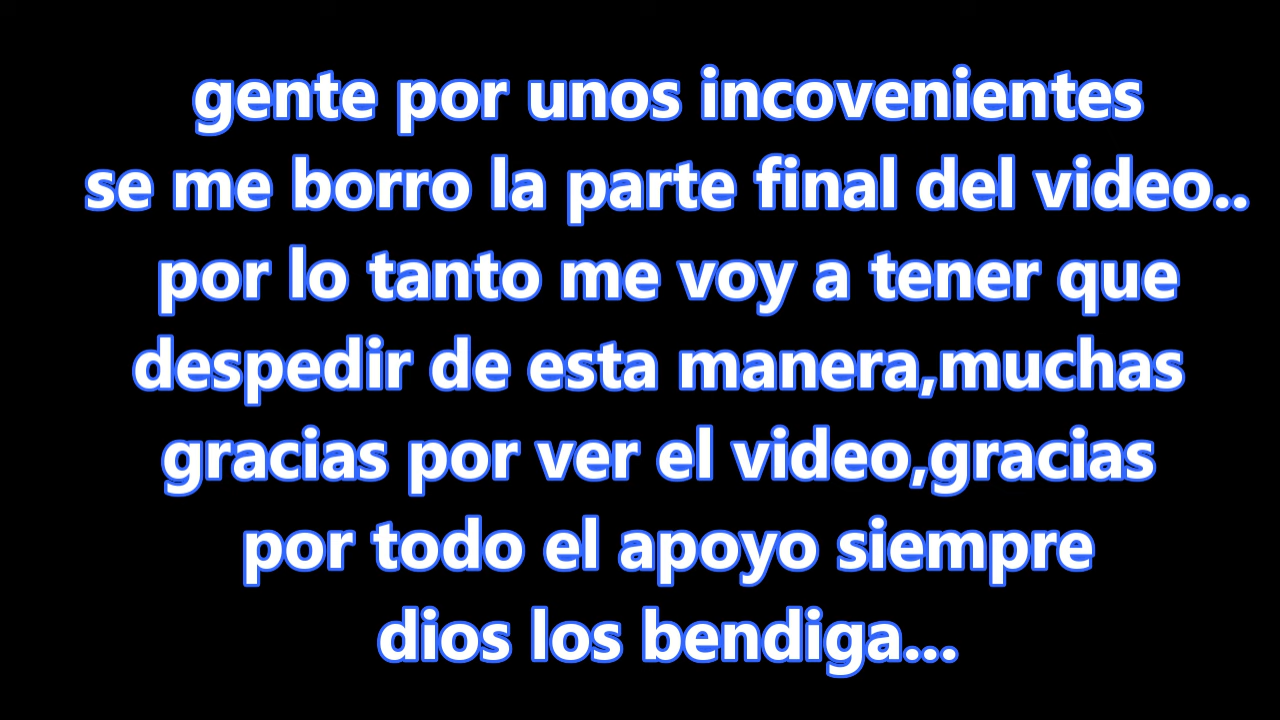 gente por unos incovenientes
se me borro la parte final del video..
por lo tanto me voy a tener que
despedir de esta manera,muchas
gracias por ver el video,gracias
por todo el apoyo siempre
dios los bendiga...